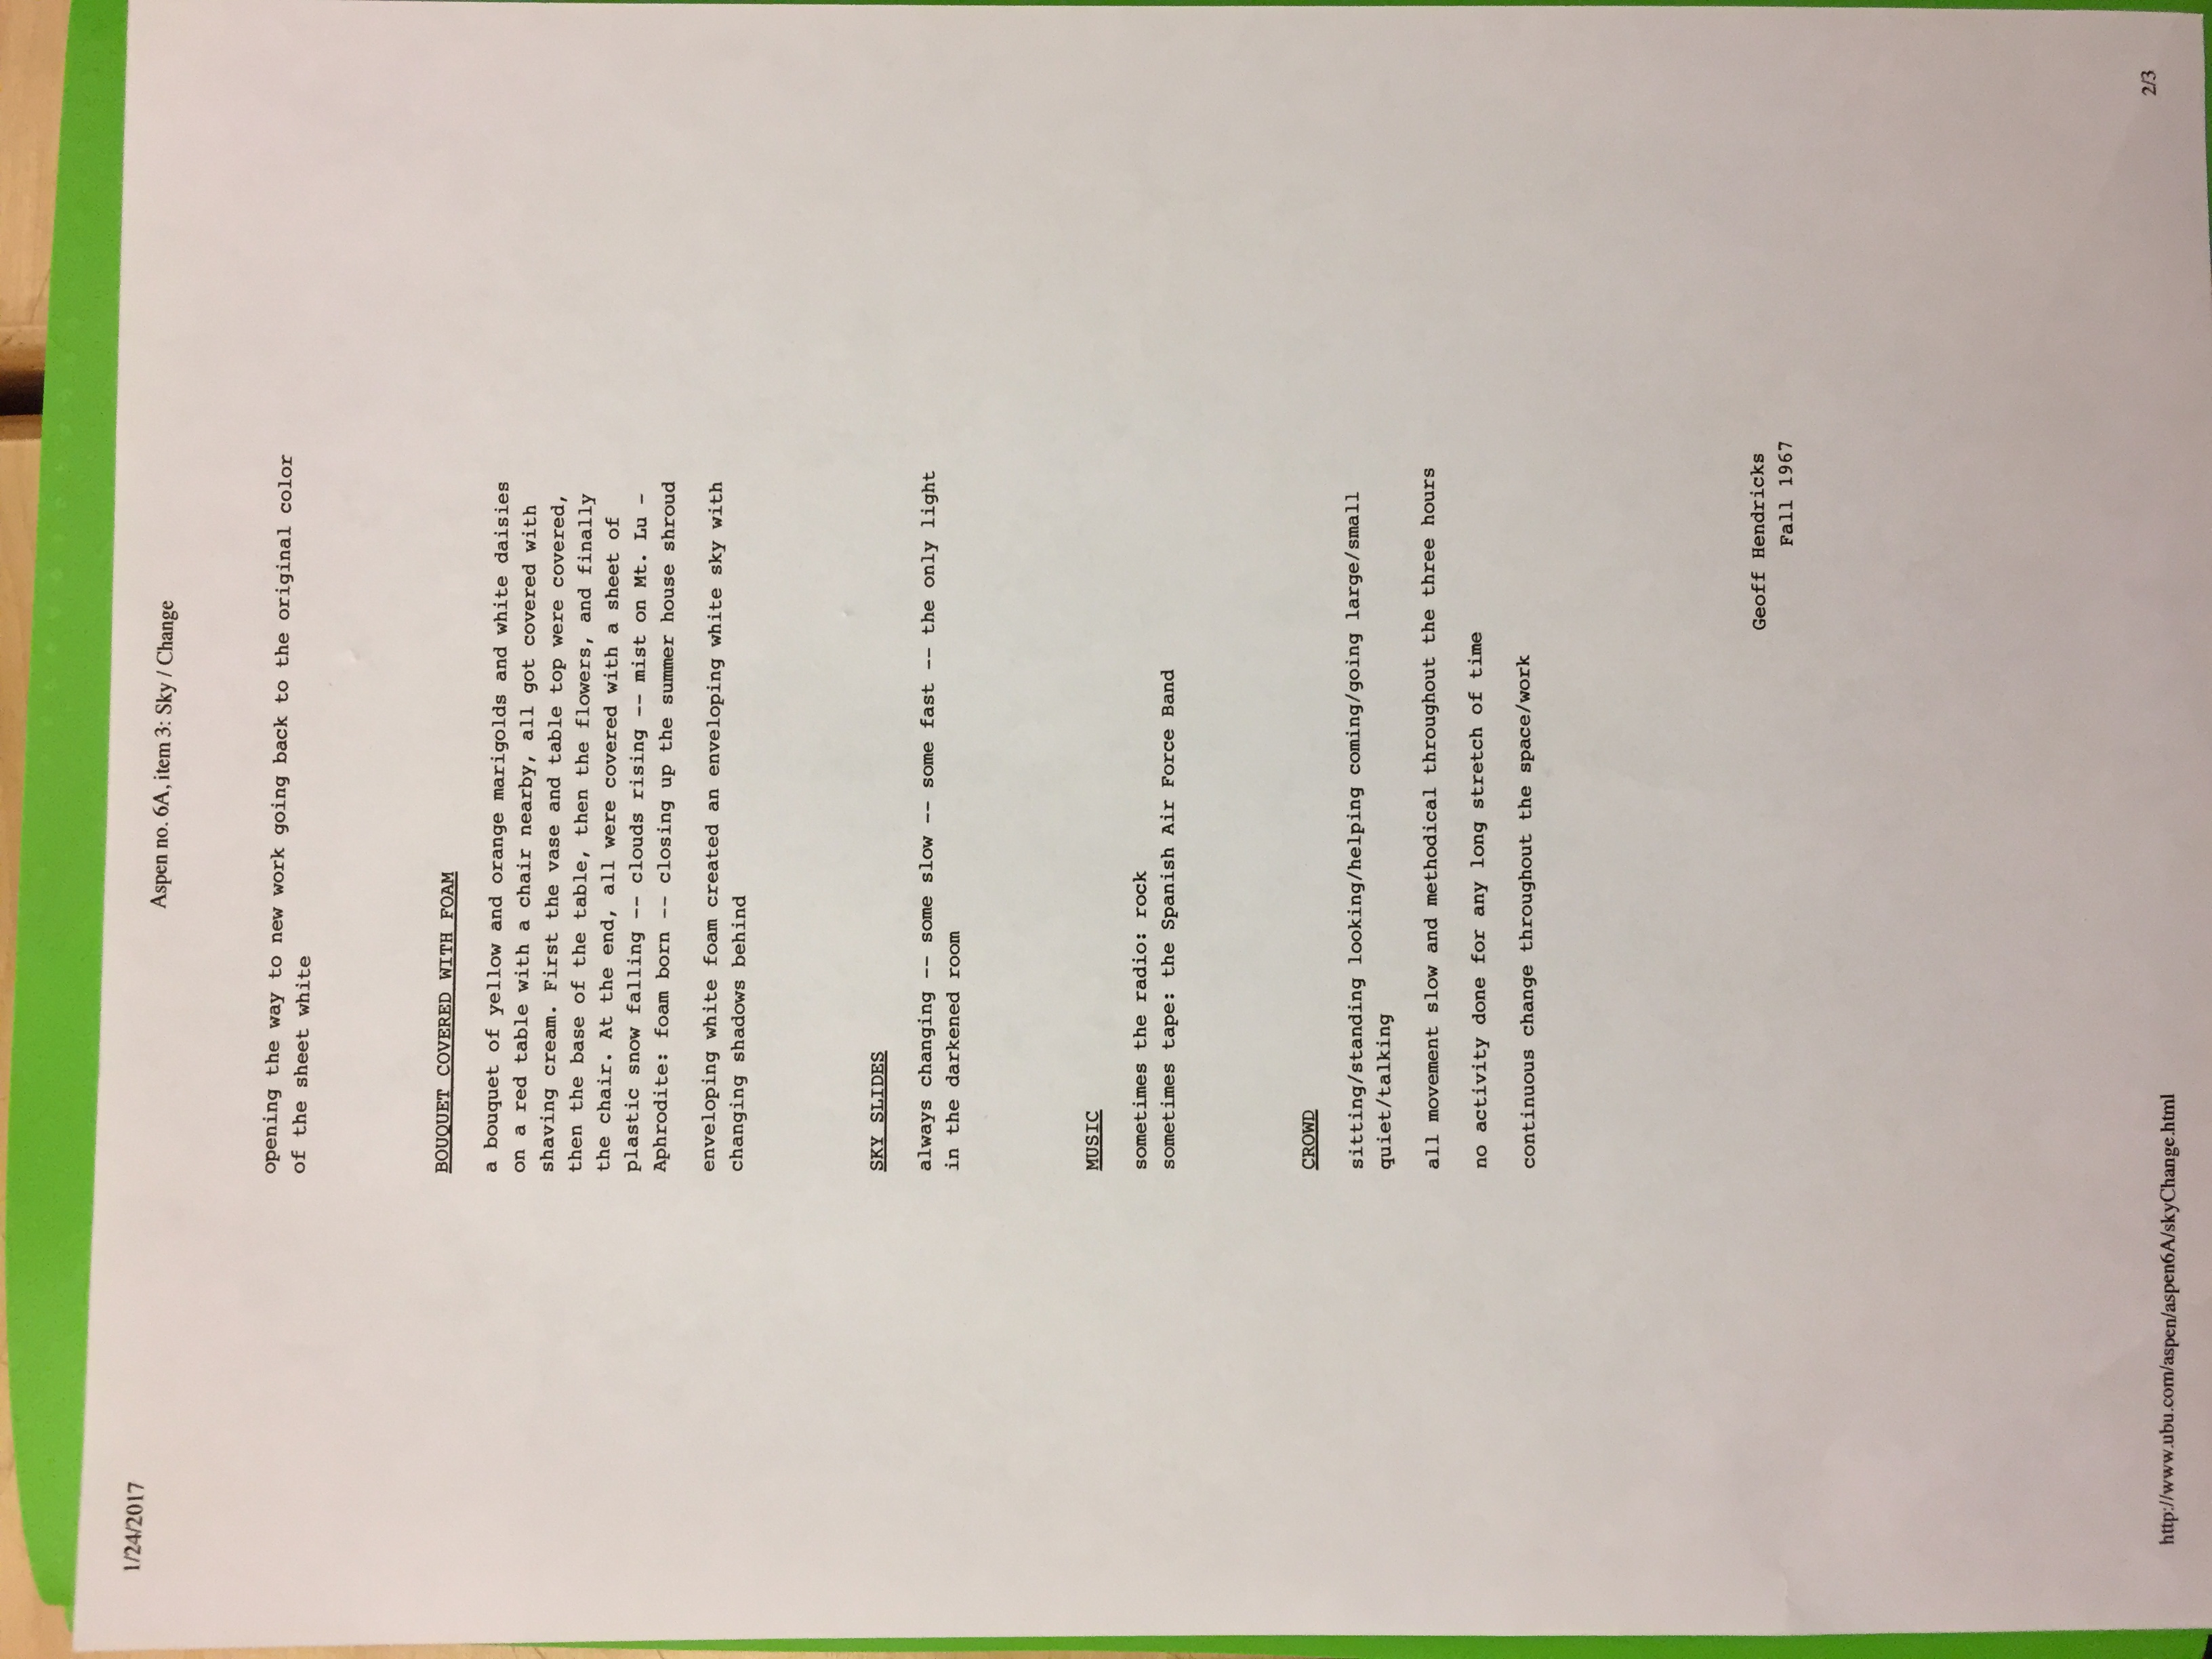 1/24/2017
Aspen no. 6A, item 3: Sky / Change
opening the way to new work going back to the original color
of the sheet white
BOUQUET COVERED WITH FOAM
a bouquet of yellow and orange marigolds and white daisies
on a red table with a chair nearby, all got covered with
shaving cream. First the vase and table top were covered,
then the base of the table, then the flowers, and finally
the chair. At the end, all were covered with a sheet of
plastic snow falling -- clouds rising -- mist on Mt. Lu -
Aphrodite: foam born -- closing up the summer house shroud
enveloping white foam created an enveloping white sky with
changing shadows behind
SKY SLIDES
always changing -- some slow -- some fast -- the only light
in the darkened room
MUSIC
sometimes the radio: rock
sometimes tape: the Spanish Air Force Band
CROWD
sitting/standing looking/helping coming/going large/small
quiet/talking
all movement slow and methodical throughout the three hours
no activity done for any long stretch of time
continuous change throughout the space/work
Geoff Hendricks
Fall 1967
http://www.ubu.com/aspen/aspen6A/skyChange.html
2/3